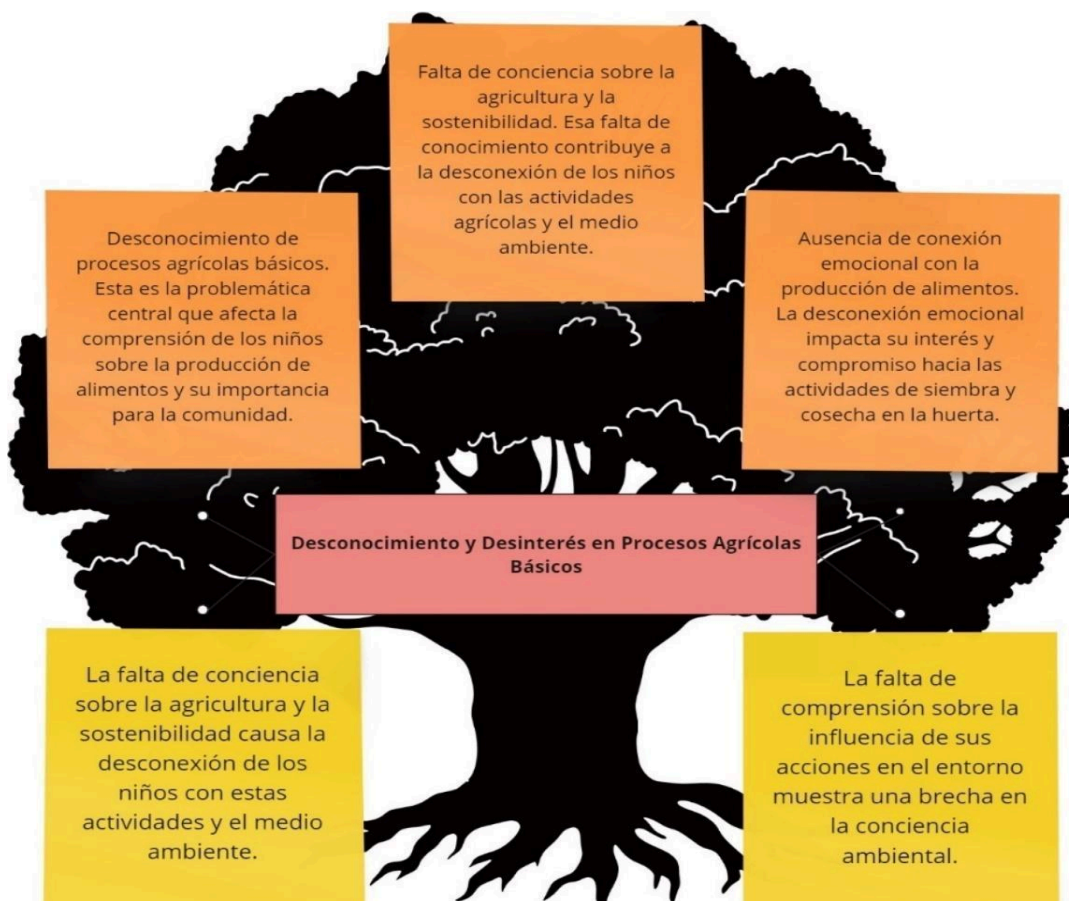 Falta de conciencia sobre la
agricultura y la
sostenibilidad. Esa falta de
conocimiento contribuye a
la desconexión de los niños
con las actividades
agrícolas y el medio
ambiente.
Desconocimiento de
procesos agrícolas básicos.
Esta es la problemática
central que afecta la
comprensión de los niños
sobre la producción de
alimentos y su importancia
para la comunidad.
Ausencia de conexión
emocional con la
producción de alimentos.
La desconexión emocional
impacta su interés y
compromiso hacia las
actividades de siembra y
cosecha en la huerta.
Desconocimiento y Desinterés en Procesos Agrícolas
Básicos
La falta de conciencia
sobre la agricultura y la
sostenibilidad causa la
desconexión de los
niños con estas
actividades y el medio
ambiente.
La falta de
comprensión sobre la
influencia de sus
acciones en el entorno
muestra una brecha en
la conciencia
ambiental.